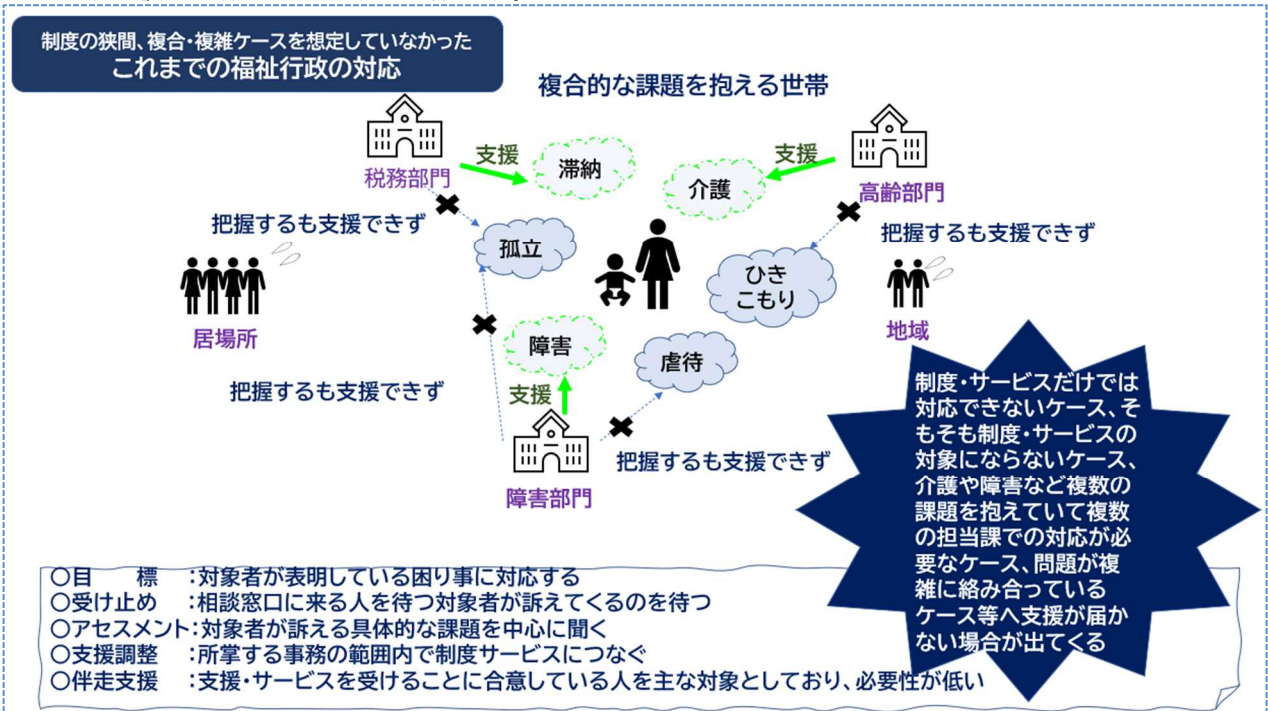 制度の狭間、複合・複雑ケースを想定していなかった
これまでの福祉行政の対応
複合的な課題を抱える世帯
支援
滞納
支援
介護
税務部門
高齢部門
把握するも支援できず
把握するも支援できず
孤立
ひき
こもり
居場所
地域
障害
虐待
把握するも支援できず
支援
把握するも支援できず
障害部門
制度・サービスだけでは
対応できないケース、そ
もそも制度・サービスの
対象にならないケース、
介護や障害など複数の
課題を抱えていて複数
の担当課での対応が必
要なケース、問題が複
雑に絡み合っている
ケース等へ支援が届か
ない場合が出てくる
〇目　　標　：対象者が表明している困り事に対応する
〇受け止め　：相談窓口に来る人を待つ対象者が訴えてくるのを待つ
〇アセスメント：対象者が訴える具体的な課題を中心に聞く
〇支援調整　：所掌する事務の範囲内で制度サービスにつなぐ
〇伴走支援　：支援・サービスを受けることに合意している人を主な対象としており、必要性が低い